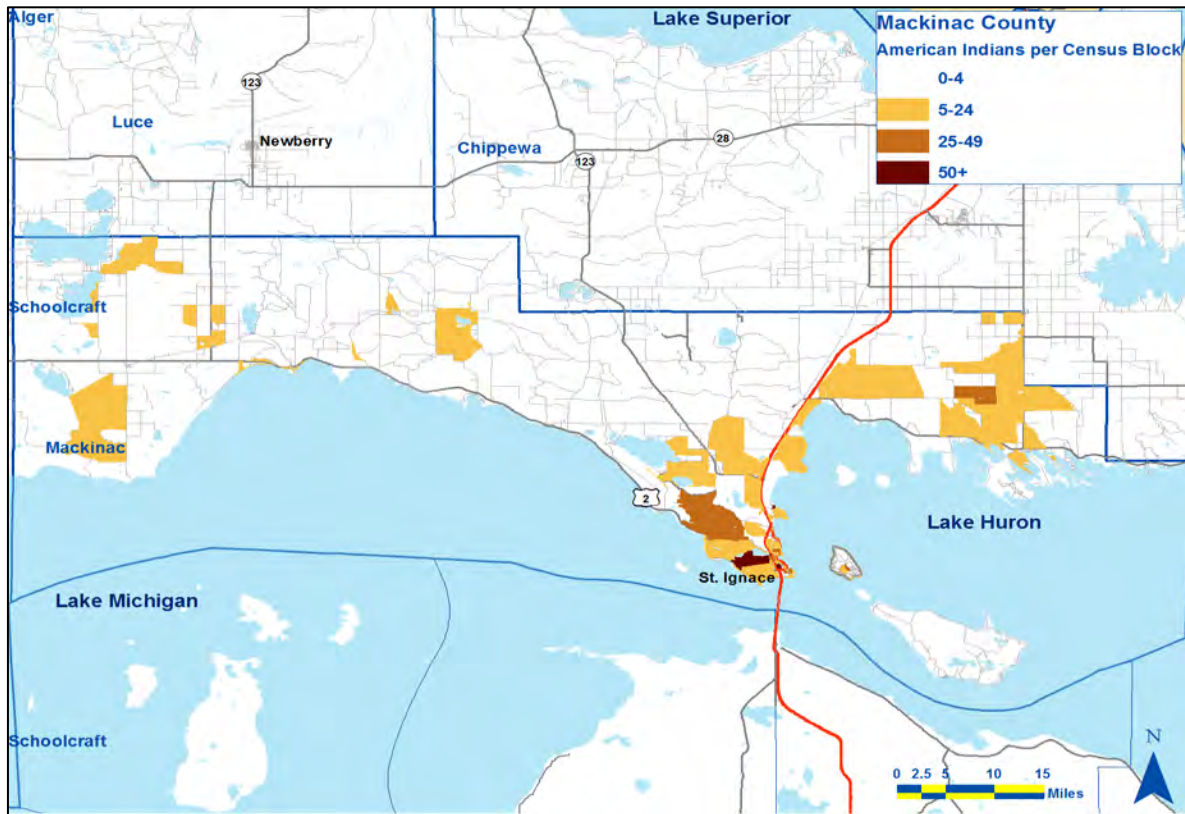 Alger
Lake Superior
Mackinac County
American Indians per Census Block
0-4
5-24
25-49
50+
123
Luce
Newberry
Chippewa
28
123
Schoolcraft
Mackinac
2
Lake Huron
St. Ignace
Lake Michigan
Schoolcraft
N
0 2.5 5 10 15
Miles